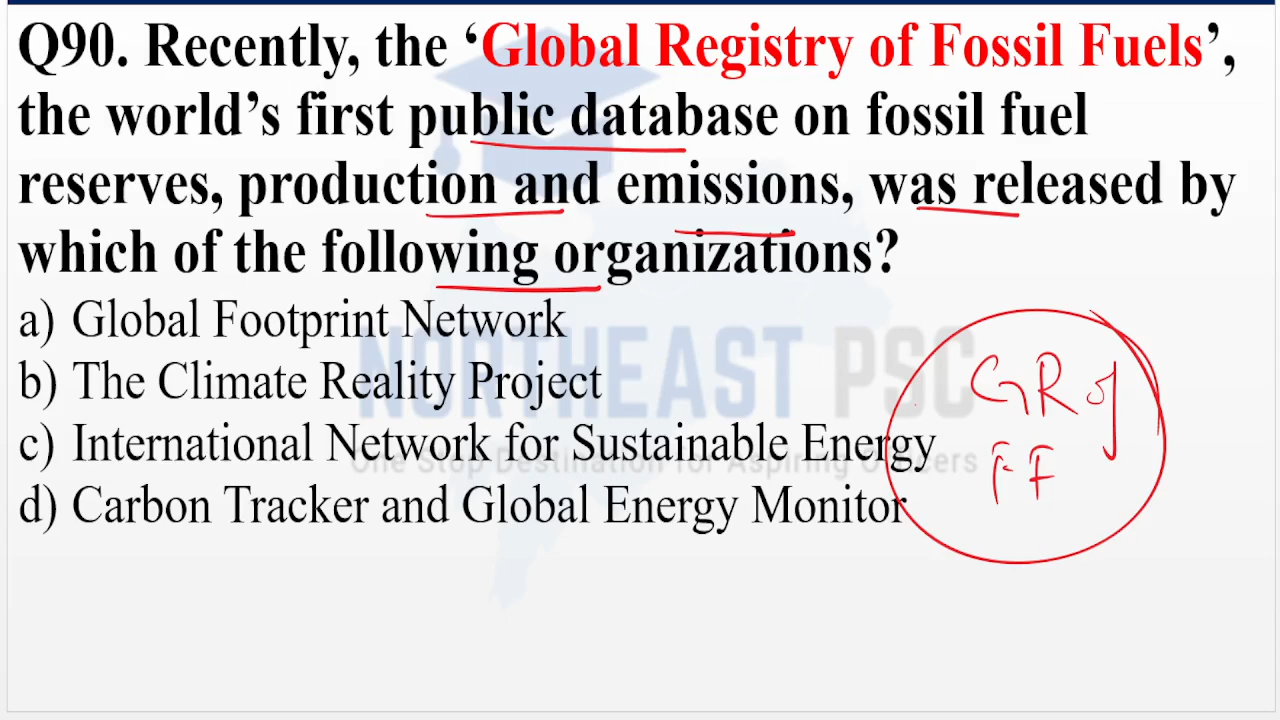 Q90. Recently, the ‘Global Registry of Fossil Fuels’,
the world’s first public database on fossil fuel
reserves, production and emissions, was released by
which of the following organizations?
a) Global Footprint Network
b) The Climate Reality Project
c) International Network for Sustainable Energy
d) Carbon Tracker and Global Energy Monitor
NORTHEAST PSC
One Stop Destination for Aspiring Officers
GR of
FF